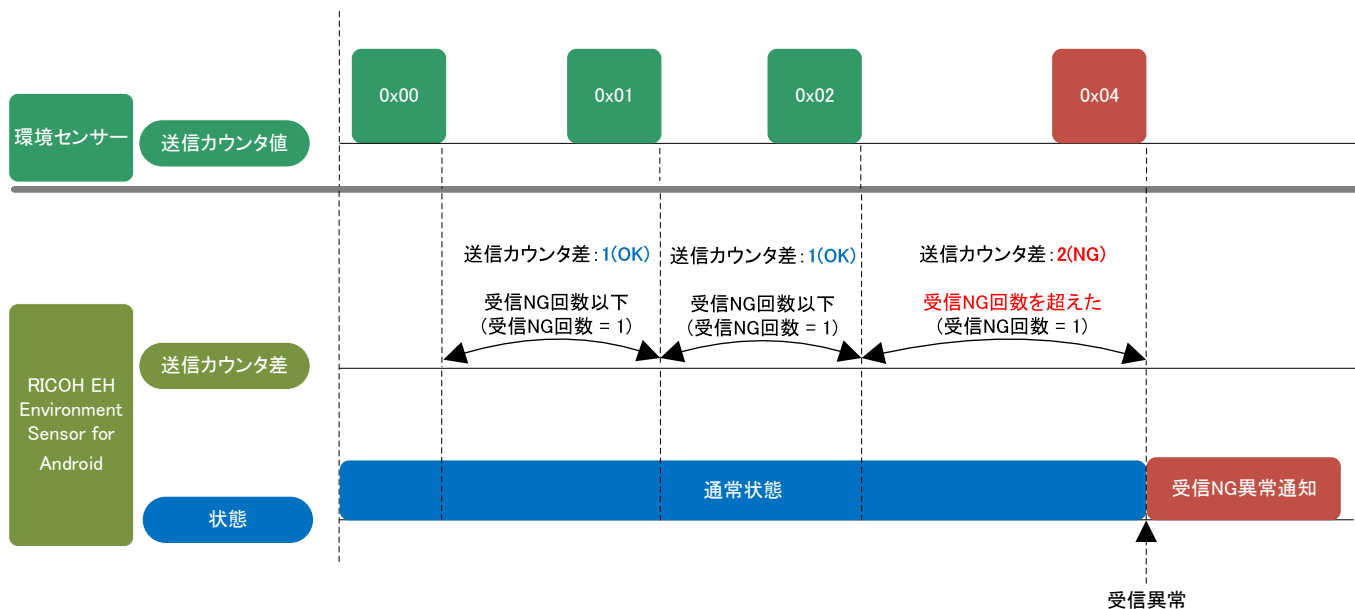 0x00
0x01
0x02
0x04
環境センサー
送信カウンタ値
送信カウンタ差：1(OK)
受信NG回数以下
（受信NG回数 = 1）
送信カウンタ差：1(OK)
受信NG回数以下
（受信NG回数 = 1）
送信カウンタ差：2(NG)
受信NG回数を超えた
（受信NG回数 = 1）
RICOH EH
Environment
Sensor for
Android
送信カウンタ差
状態
通常状態
受信NG異常通知
受信異常